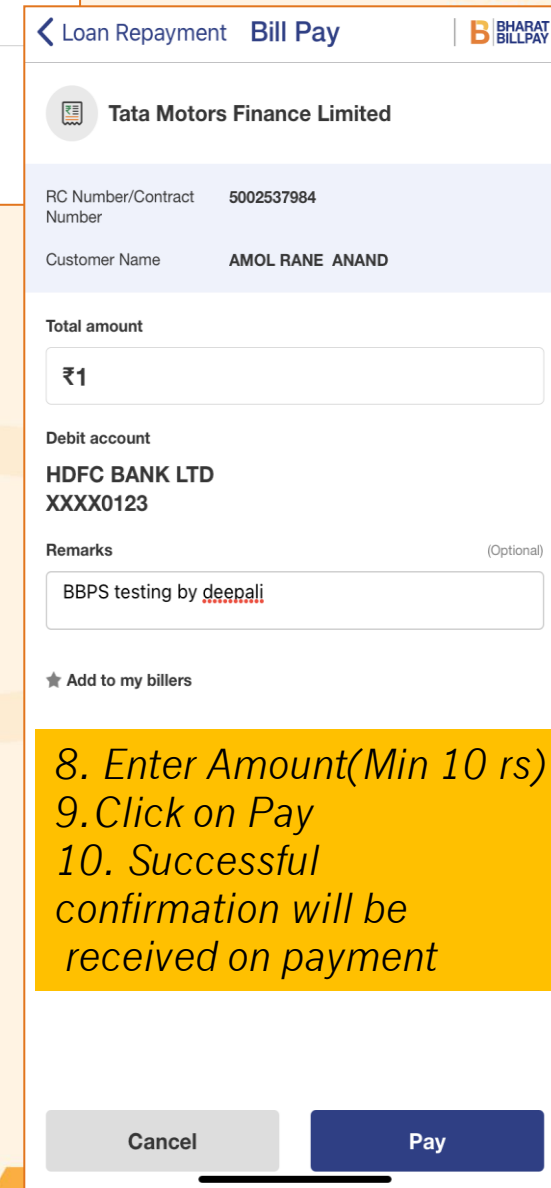 Loan Repayment Bill Pay
B BHARAT
BILLPAY
Tata Motors Finance Limited
RC Number/Contract 5002537984
Number
Customer Name AMOL RANE ANAND
Total amount
₹1
Debit account
HDFC BANK LTD
XXXX0123
Remarks (Optional)
BBPS testing by deepali
Add to my billers
8. Enter Amount(Min 10 rs)
9.Click on Pay
10. Successful
confirmation will be
received on payment
Cancel Pay